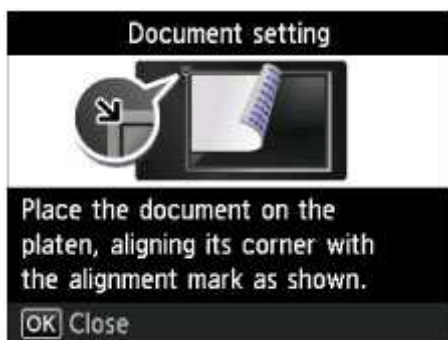 Document setting
Place the document on the
platen, aligning its corner with
the alignment mark as shown.
OK Close